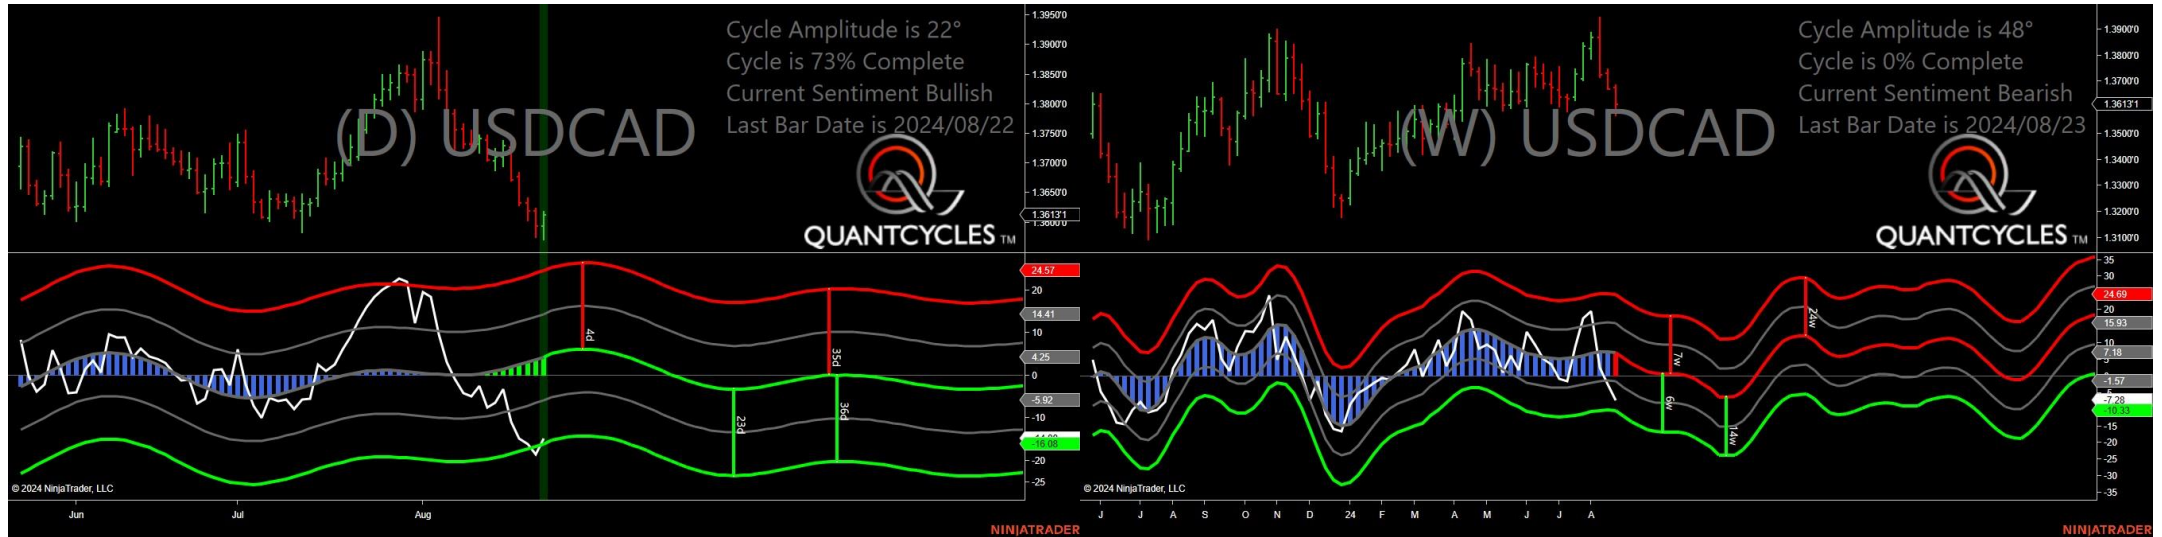 Cycle Amplitude is 22°
Cycle is 73% Complete
Current Sentiment Bullish
Last Bar Date is 2024/08/22
(D) USDCAD
QUANTCYCLES TM
1.3950'0
1.3900'0
1.3850'0
1.3800'0
1.3750'0
1.3700'0
1.3650'0
1.3613'1
24.57
20
14.41
10
4.25
0
-5.92
-10
-16.08
-20
-25
4d
23d
35d
36d
© 2024 NinjaTrader, LLC
Jun
Jul
Aug
NINJATRADER
Cycle Amplitude is 48°
Cycle is 0% Complete
Current Sentiment Bearish
Last Bar Date is 2024/08/23
(W) USDCAD
QUANTCYCLES TM
1.3900'0
1.3800'0
1.3700'0
1.3613'1
1.3500'0
1.3400'0
1.3300'0
1.3200'0
1.3100'0
35
30
24.69
20
15.93
10
7.18
-1.57
-7.28
-10.33
-15
-20
-25
-30
-35
7w
6w
14w
24w
© 2024 NinjaTrader, LLC
J
J
A
S
O
N
D
24
F
M
A
M
J
J
A
NINJATRADER